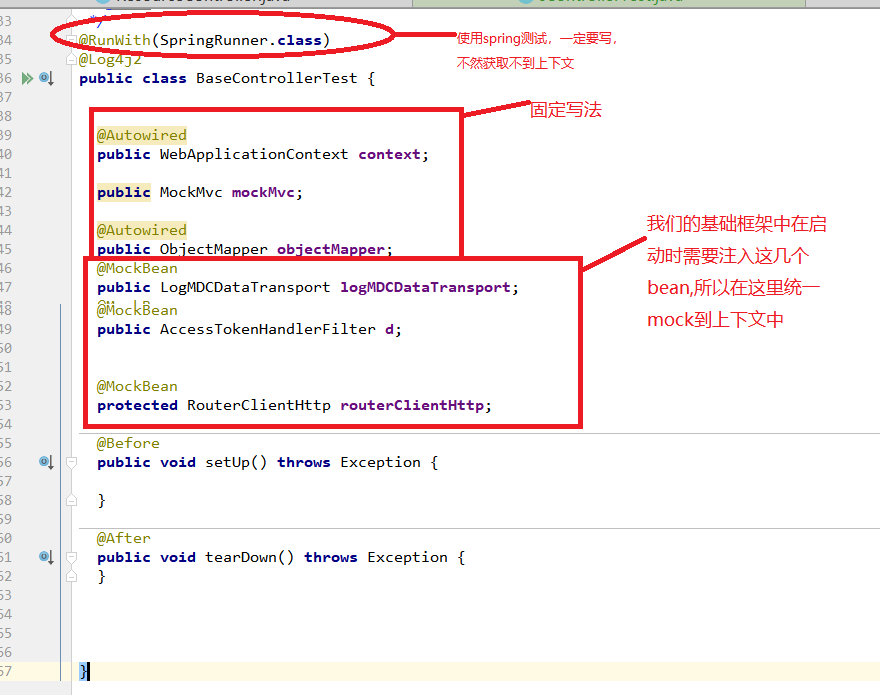 33 */
34 @RunWith(SpringRunner.class)
使用spring测试，一定要写，
不然获取不到上下文
35 @Log4j2
36 public class BaseControllerTest {
37
38
固定写法
39 @Autowired
40 public WebApplicationContext context;
41
42 public MockMvc mockMvc;
43
44 @Autowired
45 public ObjectMapper objectMapper;
46 @MockBean
47 public LogMDCDataTransport logMDCDataTransport;
48 @MockBean
49 public AccessTokenHandlerFilter d;
50
51
52 @MockBean
53 protected RouterClientHttp routerClientHttp;
54
我们的基础框架中在启
动时需要注入这几个
bean,所以在这里统一
mock到上下文中
55 @Before
56 public void setUp() throws Exception {
57
58 }
59
60 @After
61 public void tearDown() throws Exception {
62 }
63
64
65
66
67 }